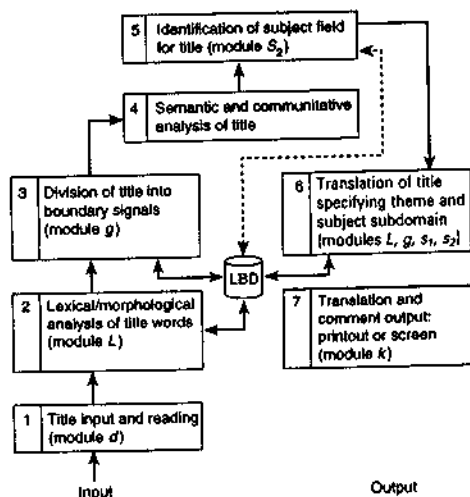 5 Identification of subject field
for title (module S₂)
4 Semantic and communitative
analysis of title
3 Division of title into
boundary signals
(module g)
6 Translation of title
specifying theme and
subject subdomain
(modules L, g, s₁, s₂)
LBD
2 Lexical/morphological
analysis of title words
(module L)
7 Translation and
comment output:
printout or screen
(module k)
1 Title input and reading
(module d)
Input
Output